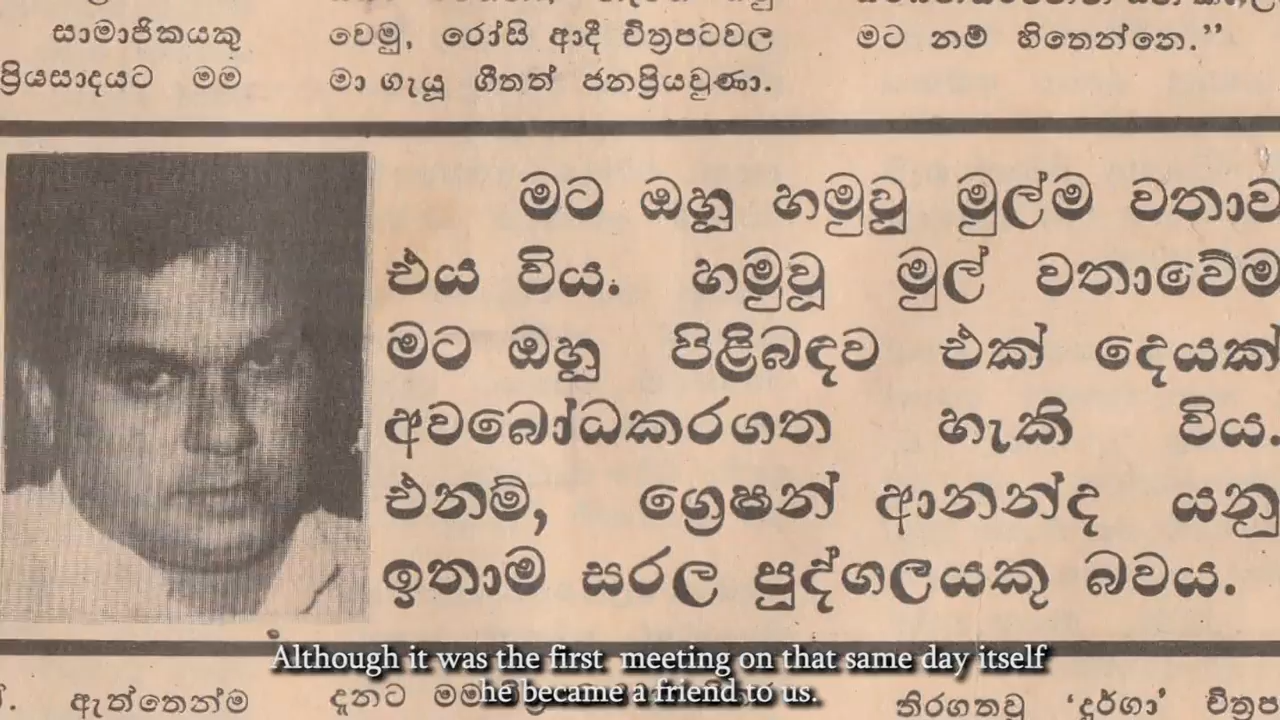 සාමාජිකයකු
ප්‍රියසාදයට මම
වෙමු, රෝසි ආදී චිත්‍රපටවල
මා ගැයූ ගීතත් ජනප්‍රියවුණා.
මට නම් හිතෙන්නෙ.”
මට ඔහු හමුවූ මුල්ම වතාව
එය විය. හමුවූ මුල් වතාවේම
මට ඔහු පිළිබඳව එක් දෙයක්
අවබෝධකරගත හැකි විය.
එනම්, ග්‍රෙෂන් ආනන්ද යනු
ඉතාම සරල පුද්ගලයකු බවය.
Although it was the first meeting on that same day itself
he became a friend to us.
ඇත්තෙන්ම
දැනට මම
තිරගතවූ ‘දුර්ගා’ චිත්‍රප